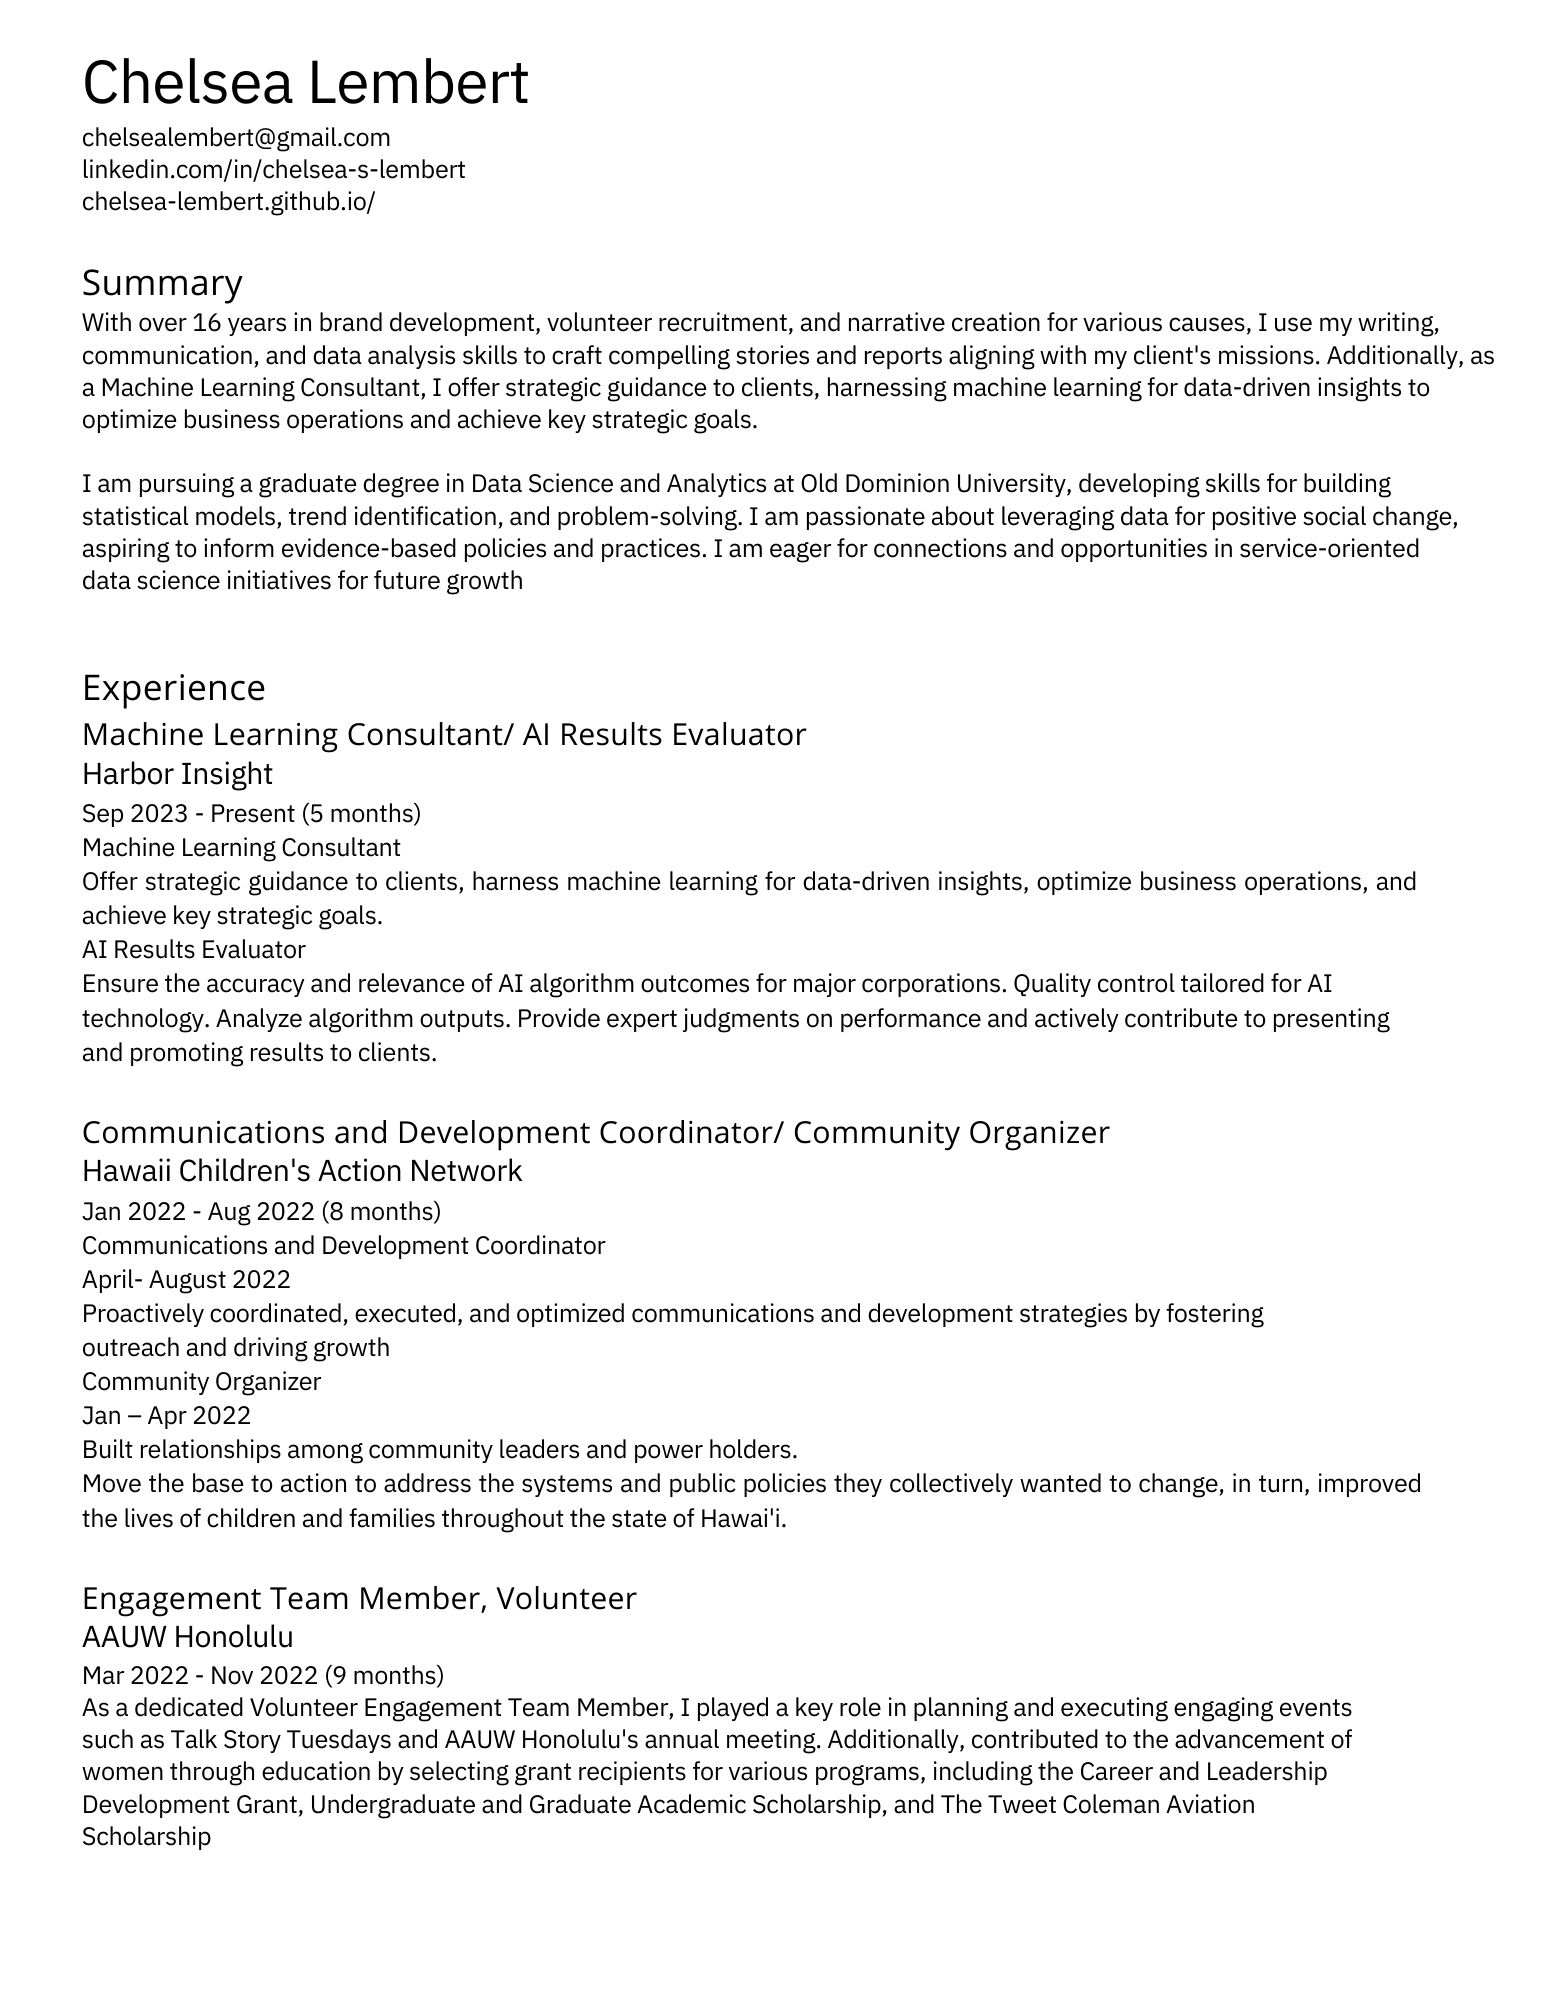 Chelsea Lembert
chelsealembert@gmail.com
linkedin.com/in/chelsea-s-lembert
chelsea-lembert.github.io/
Summary
With over 16 years in brand development, volunteer recruitment, and narrative creation for various causes, I use my writing,
communication, and data analysis skills to craft compelling stories and reports aligning with my client's missions. Additionally, as
a Machine Learning Consultant, I offer strategic guidance to clients, harnessing machine learning for data-driven insights to
optimize business operations and achieve key strategic goals.
I am pursuing a graduate degree in Data Science and Analytics at Old Dominion University, developing skills for building
statistical models, trend identification, and problem-solving. I am passionate about leveraging data for positive social change,
aspiring to inform evidence-based policies and practices. I am eager for connections and opportunities in service-oriented
data science initiatives for future growth
Experience
Machine Learning Consultant/ AI Results Evaluator
Harbor Insight
Sep 2023 - Present (5 months)
Machine Learning Consultant
Offer strategic guidance to clients, harness machine learning for data-driven insights, optimize business operations, and
achieve key strategic goals.
AI Results Evaluator
Ensure the accuracy and relevance of AI algorithm outcomes for major corporations. Quality control tailored for AI
technology. Analyze algorithm outputs. Provide expert judgments on performance and actively contribute to presenting
and promoting results to clients.
Communications and Development Coordinator/ Community Organizer
Hawaii Children's Action Network
Jan 2022 - Aug 2022 (8 months)
Communications and Development Coordinator
April- August 2022
Proactively coordinated, executed, and optimized communications and development strategies by fostering
outreach and driving growth
Community Organizer
Jan – Apr 2022
Built relationships among community leaders and power holders.
Move the base to action to address the systems and public policies they collectively wanted to change, in turn, improved
the lives of children and families throughout the state of Hawai'i.
Engagement Team Member, Volunteer
AAUW Honolulu
Mar 2022 - Nov 2022 (9 months)
As a dedicated Volunteer Engagement Team Member, I played a key role in planning and executing engaging events
such as Talk Story Tuesdays and AAUW Honolulu's annual meeting. Additionally, contributed to the advancement of
women through education by selecting grant recipients for various programs, including the Career and Leadership
Development Grant, Undergraduate and Graduate Academic Scholarship, and The Tweet Coleman Aviation
Scholarship